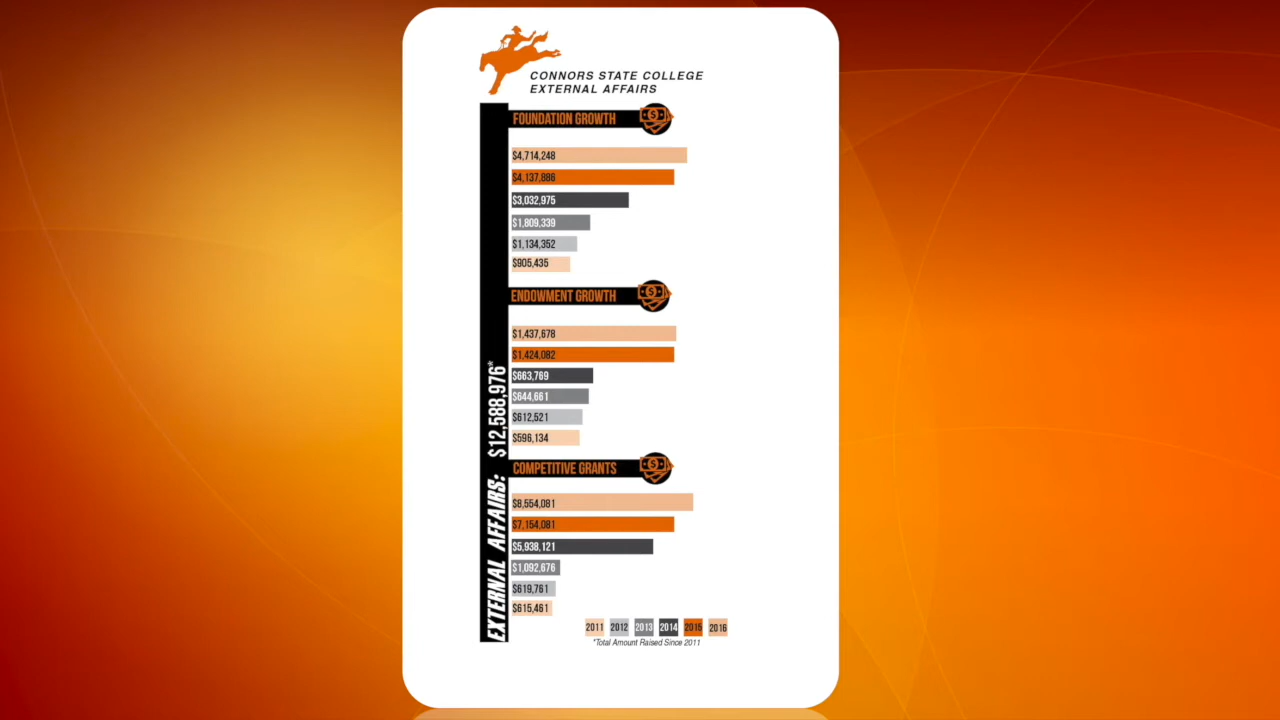 CONNORS STATE COLLEGE
EXTERNAL AFFAIRS
EXTERNAL AFFAIRS: $12,588,976*
FOUNDATION GROWTH
$4,714,248
$4,137,886
$3,032,975
$1,809,339
$1,134,352
$905,435
ENDOWMENT GROWTH
$1,437,678
$1,424,082
$663,769
$644,661
$612,521
$596,134
COMPETITIVE GRANTS
$8,554,081
$7,154,081
$5,938,121
$1,092,676
$619,761
$615,461
2011 2012 2013 2014 2015 2016
*Total Amount Raised Since 2011